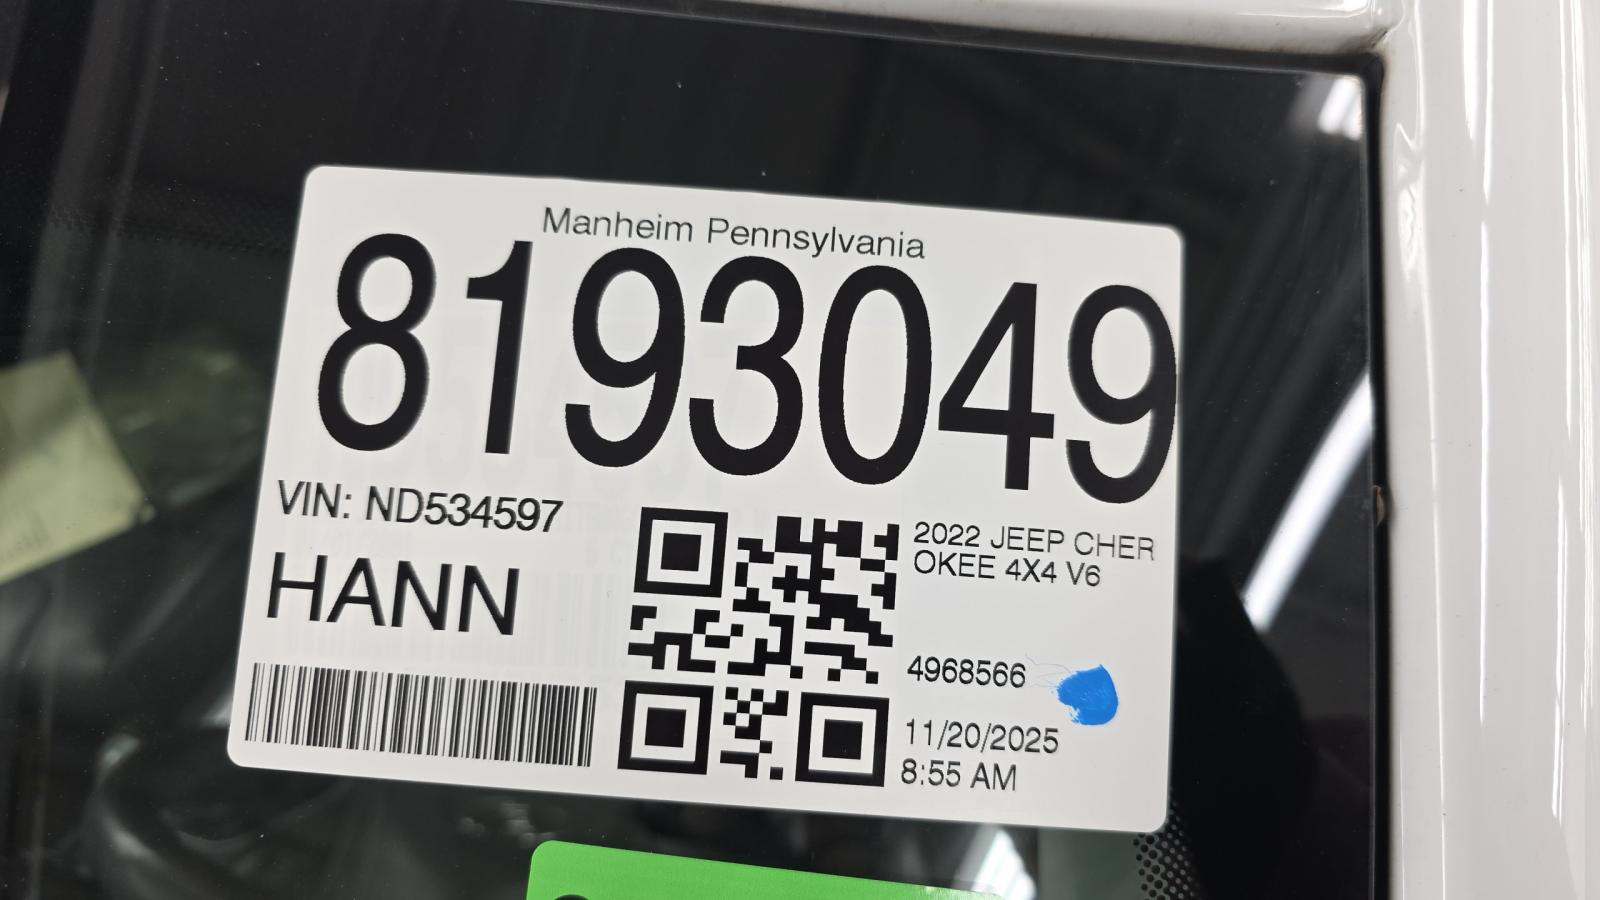 Manheim Pennsylvania
8193049
VIN: ND534597
HANN
2022 JEEP CHER
OKEE 4X4 V6
4968566
11/20/2025
8:55 AM